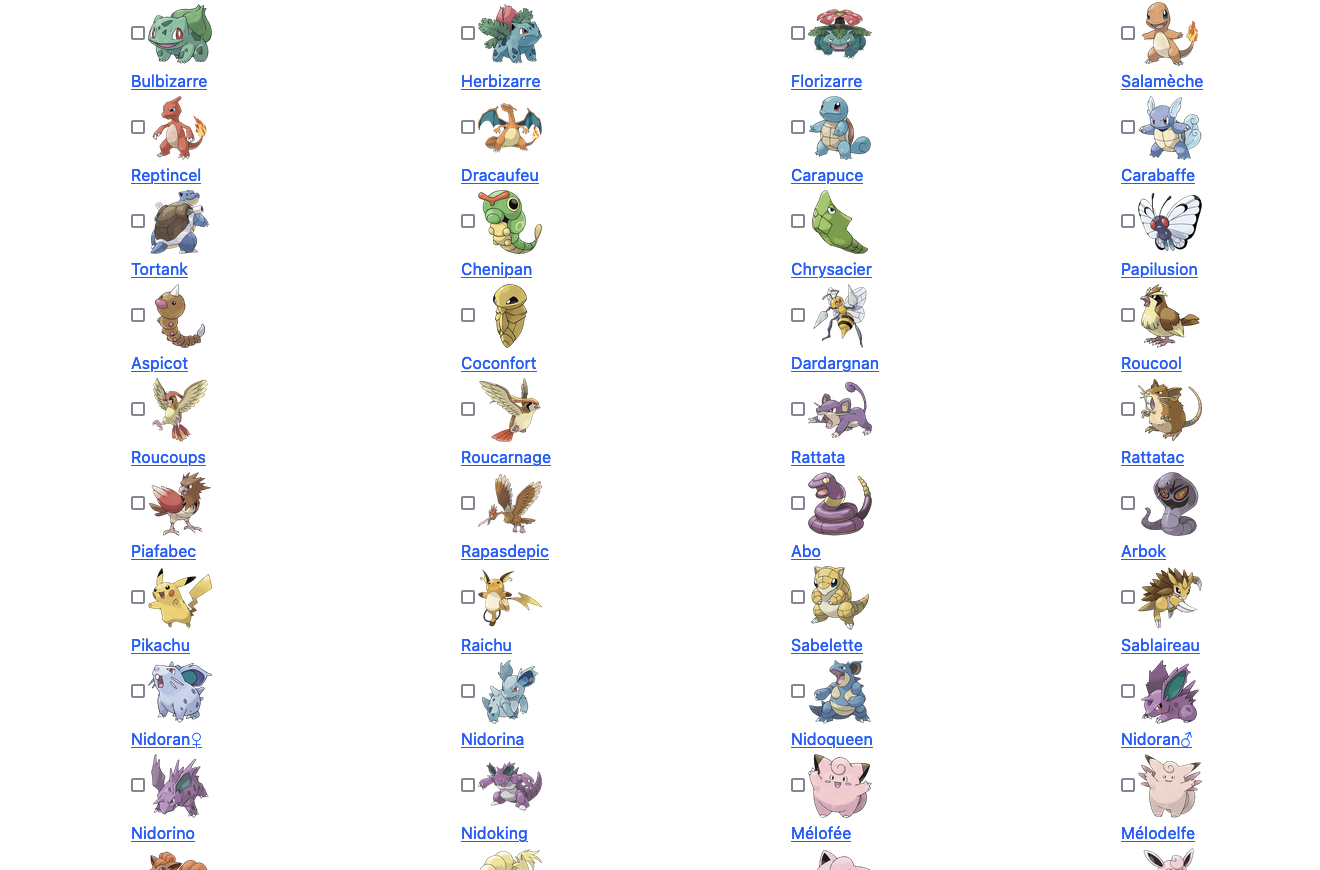 Bulbizarre
Herbizarre
Florizarre
Salamèche
Reptincel
Dracaufeu
Carapuce
Carabaffe
Tortank
Chenipan
Chrysacier
Papilusion
Aspicot
Coconfort
Dardargnan
Roucool
Roucoups
Roucarnage
Rattata
Rattatac
Piafabec
Rapasdepic
Abo
Arbok
Pikachu
Raichu
Sabelette
Sablaireau
Nidoran♀
Nidorina
Nidoqueen
Nidoran♂
Nidorino
Nidoking
Mélofée
Mélodelfe